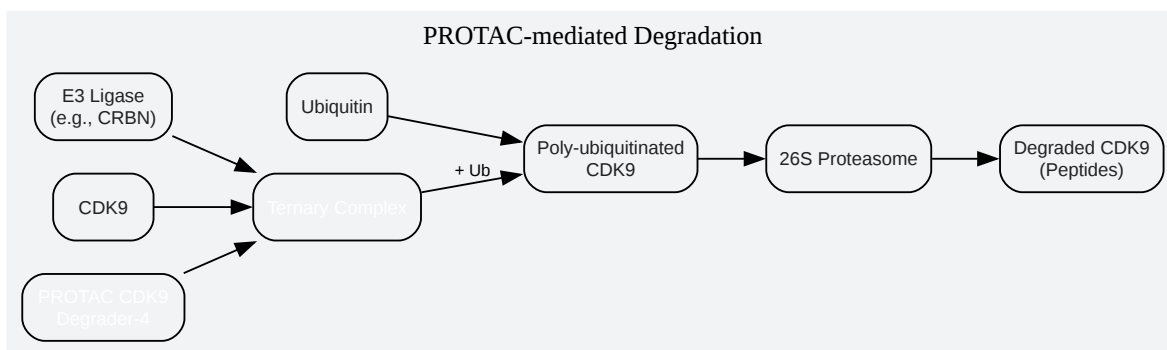 PROTAC-mediated Degradation
E3 Ligase
(e.g., CRBN)
Ubiquitin
CDK9
Ternary Complex
+ Ub
PROTAC CDK9
Degrader-4
Poly-ubiquitinated
CDK9
26S Proteasome
Degraded CDK9
(Peptides)